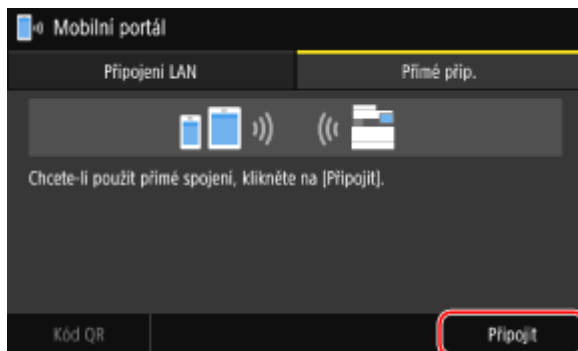 Mobilní portál
Připojení LAN
Přímé přip.
Chcete-li použít přímé spojení, klikněte na [Připojit].
Kód QR
Připojit